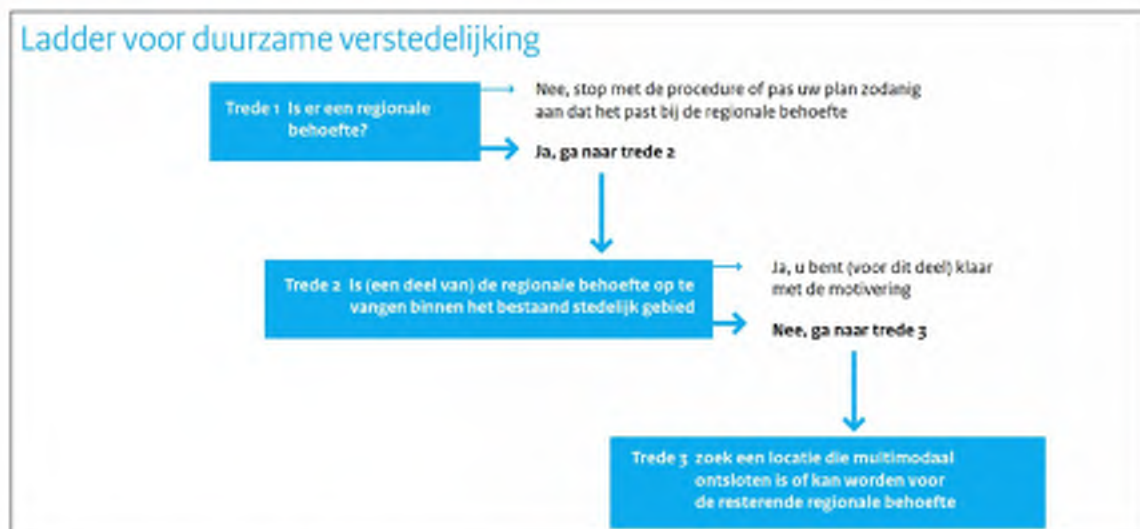 Ladder voor duurzame verstedelijking
Trede 1 Is er een regionale
behoefte?
Nee, stop met de procedure of pas uw plan zodanig
aan dat het past bij de regionale behoefte
Ja, ga naar trede 2
Trede 2 Is (een deel van) de regionale behoefte op te
vangen binnen het bestaand stedelijk gebied
Ja, u bent (voor dit deel) klaar
met de motivering
Nee, ga naar trede 3
Trede 3 zoek een locatie die multimodaal
ontsloten is of kan worden voor
de resterende regionale behoefte